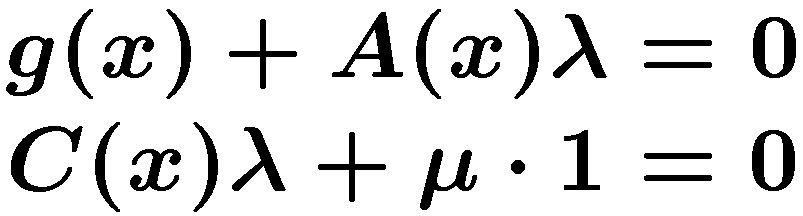 g(x) + A(x)λ = 0
C(x)λ + μ · 1 = 0